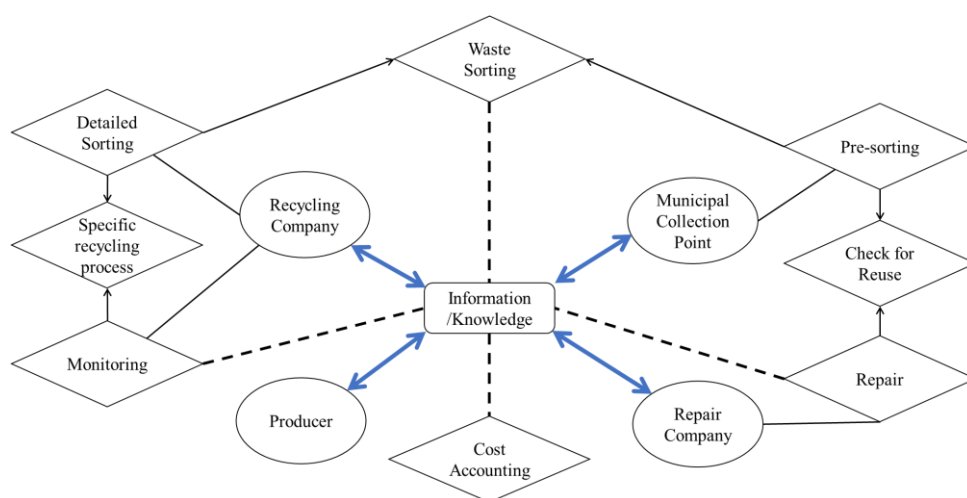 Waste
Sorting
Detailed
Sorting
Pre-sorting
Recycling
Company
Municipal
Collection
Point
Specific
recycling
process
Check for
Reuse
Information
/Knowledge
Monitoring
Repair
Producer
Repair
Company
Cost
Accounting